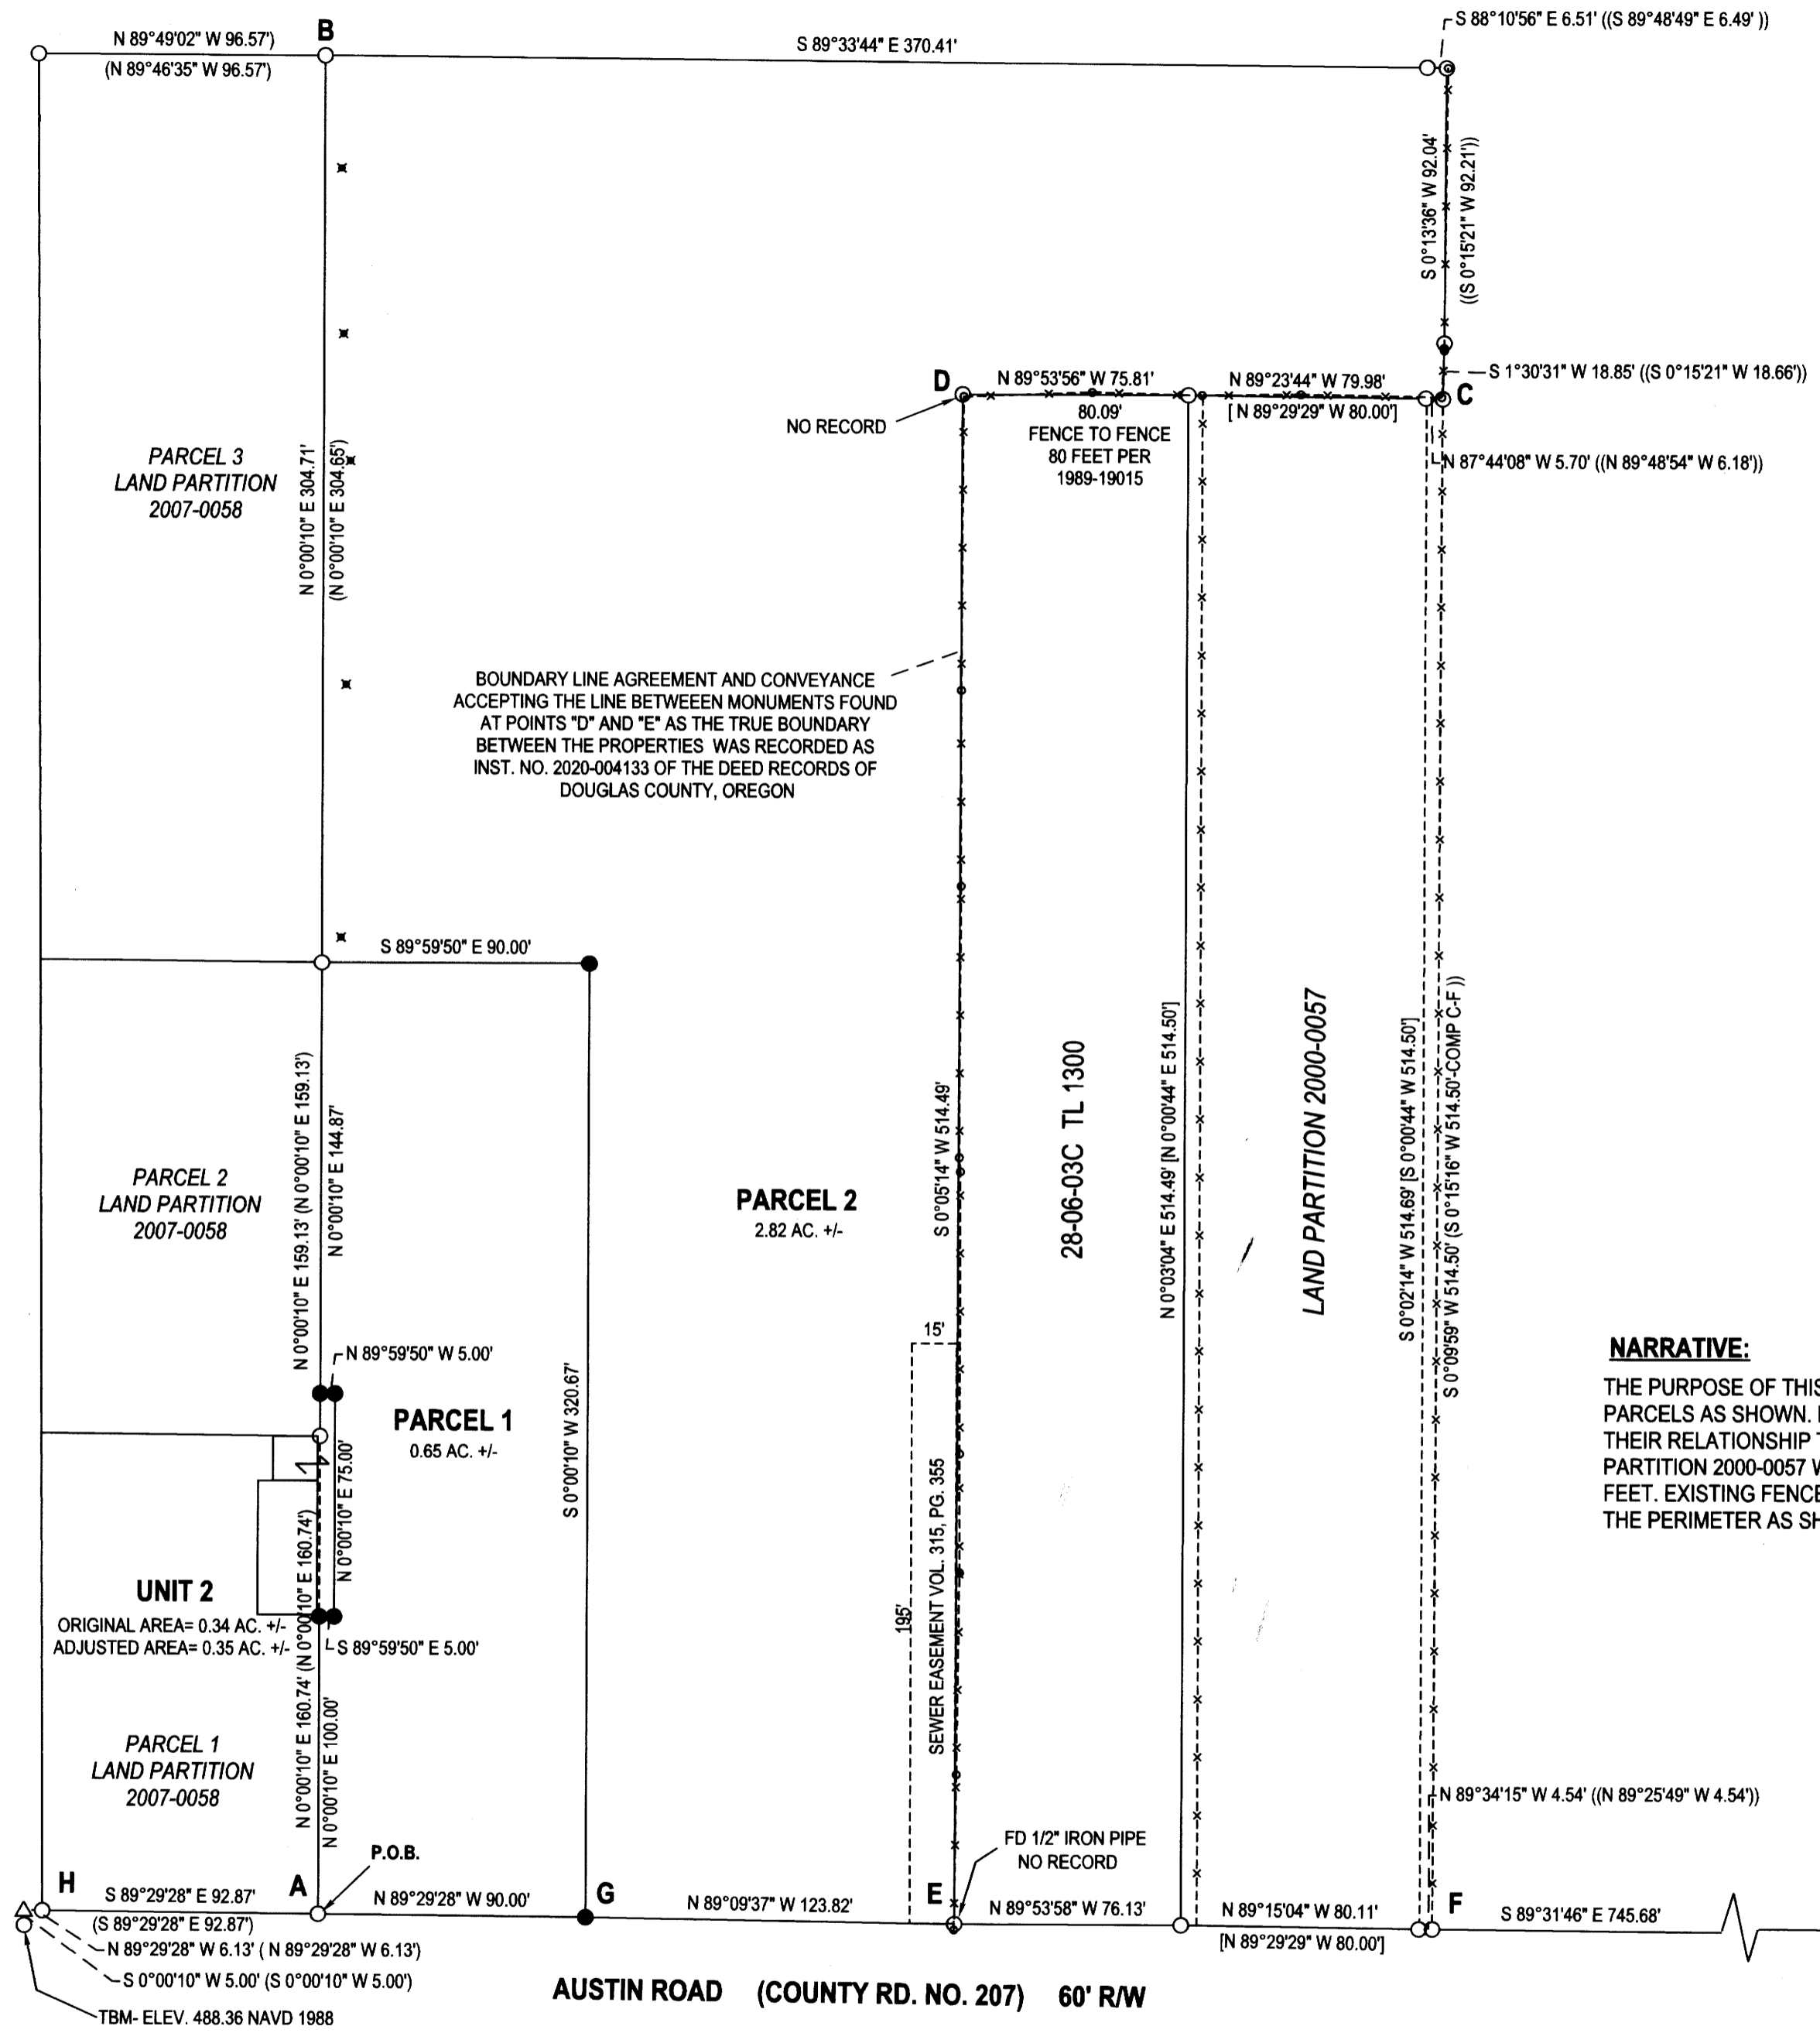 S 88°10'56" E 6.51' ((S 89°48'49" E 6.49' ))
N 89°49'02" W 96.57')
(N 89°46'35" W 96.57')
B
S 89°33'44" E 370.41'
S 0°13'36" W 92.04'
((S 0°15'21" W 92.21'))
S 1°30'31" W 18.85' ((S 0°15'21" W 18.66'))
D
N 89°53'56" W 75.81'
N 89°23'44" W 79.98'
C
NO RECORD
80.09'
FENCE TO FENCE
80 FEET PER
1989-19015
[ N 89°29'29" W 80.00']
N 87°44'08" W 5.70' ((N 89°48'54" W 6.18'))
PARCEL 3
LAND PARTITION
2007-0058
N 0°00'10" E 304.71'
(N 0°00'10" E 304.65')
BOUNDARY LINE AGREEMENT AND CONVEYANCE
ACCEPTING THE LINE BETWEEEN MONUMENTS FOUND
AT POINTS "D" AND "E" AS THE TRUE BOUNDARY
BETWEEN THE PROPERTIES WAS RECORDED AS
INST. NO. 2020-004133 OF THE DEED RECORDS OF
DOUGLAS COUNTY, OREGON
S 89°59'50" E 90.00'
N 0°00'10" E 159.13' (N 0°00'10" E 159.13')
N 0°00'10" E 144.87'
PARCEL 2
LAND PARTITION
2007-0058
PARCEL 2
2.82 AC. +/-
S 0°05'14" W 514.49'
28-06-03C TL 1300
N 0°03'04" E 514.49' [N 0°00'44" E 514.50']
LAND PARTITION 2000-0057
S 0°02'14" W 514.69' [S 0°00'44" W 514.50']
S 0°09'59" W 514.50' (S 0°15'16" W 514.50'-COMP C-F ))
15'
N 89°59'50" W 5.00'
PARCEL 1
0.65 AC. +/-
S 0°00'10" W 320.67'
N 0°00'10" E 75.00'
NARRATIVE:
THE PURPOSE OF THIS
PARCELS AS SHOWN.
THEIR RELATIONSHIP
PARTITION 2000-0057
FEET. EXISTING FENCE
THE PERIMETER AS
UNIT 2
ORIGINAL AREA= 0.34 AC. +/-
ADJUSTED AREA= 0.35 AC. +/-
S 89°59'50" E 5.00'
195'
SEWER EASEMENT VOL. 315, PG. 355
N 0°00'10" E 160.74' (N 0°00'10" E 160.74')
N 0°00'10" E 100.00'
PARCEL 1
LAND PARTITION
2007-0058
N 89°34'15" W 4.54' ((N 89°25'49" W 4.54'))
P.O.B.
FD 1/2" IRON PIPE
NO RECORD
H
S 89°29'28" E 92.87'
(S 89°29'28" E 92.87')
A
N 89°29'28" W 90.00'
G
N 89°09'37" W 123.82'
E
N 89°53'58" W 76.13'
N 89°15'04" W 80.11'
[N 89°29'29" W 80.00']
F
S 89°31'46" E 745.68'
N 89°29'28" W 6.13' ( N 89°29'28" W 6.13')
S 0°00'10" W 5.00' (S 0°00'10" W 5.00')
TBM- ELEV. 488.36 NAVD 1988
AUSTIN ROAD (COUNTY RD. NO. 207) 60' R/W